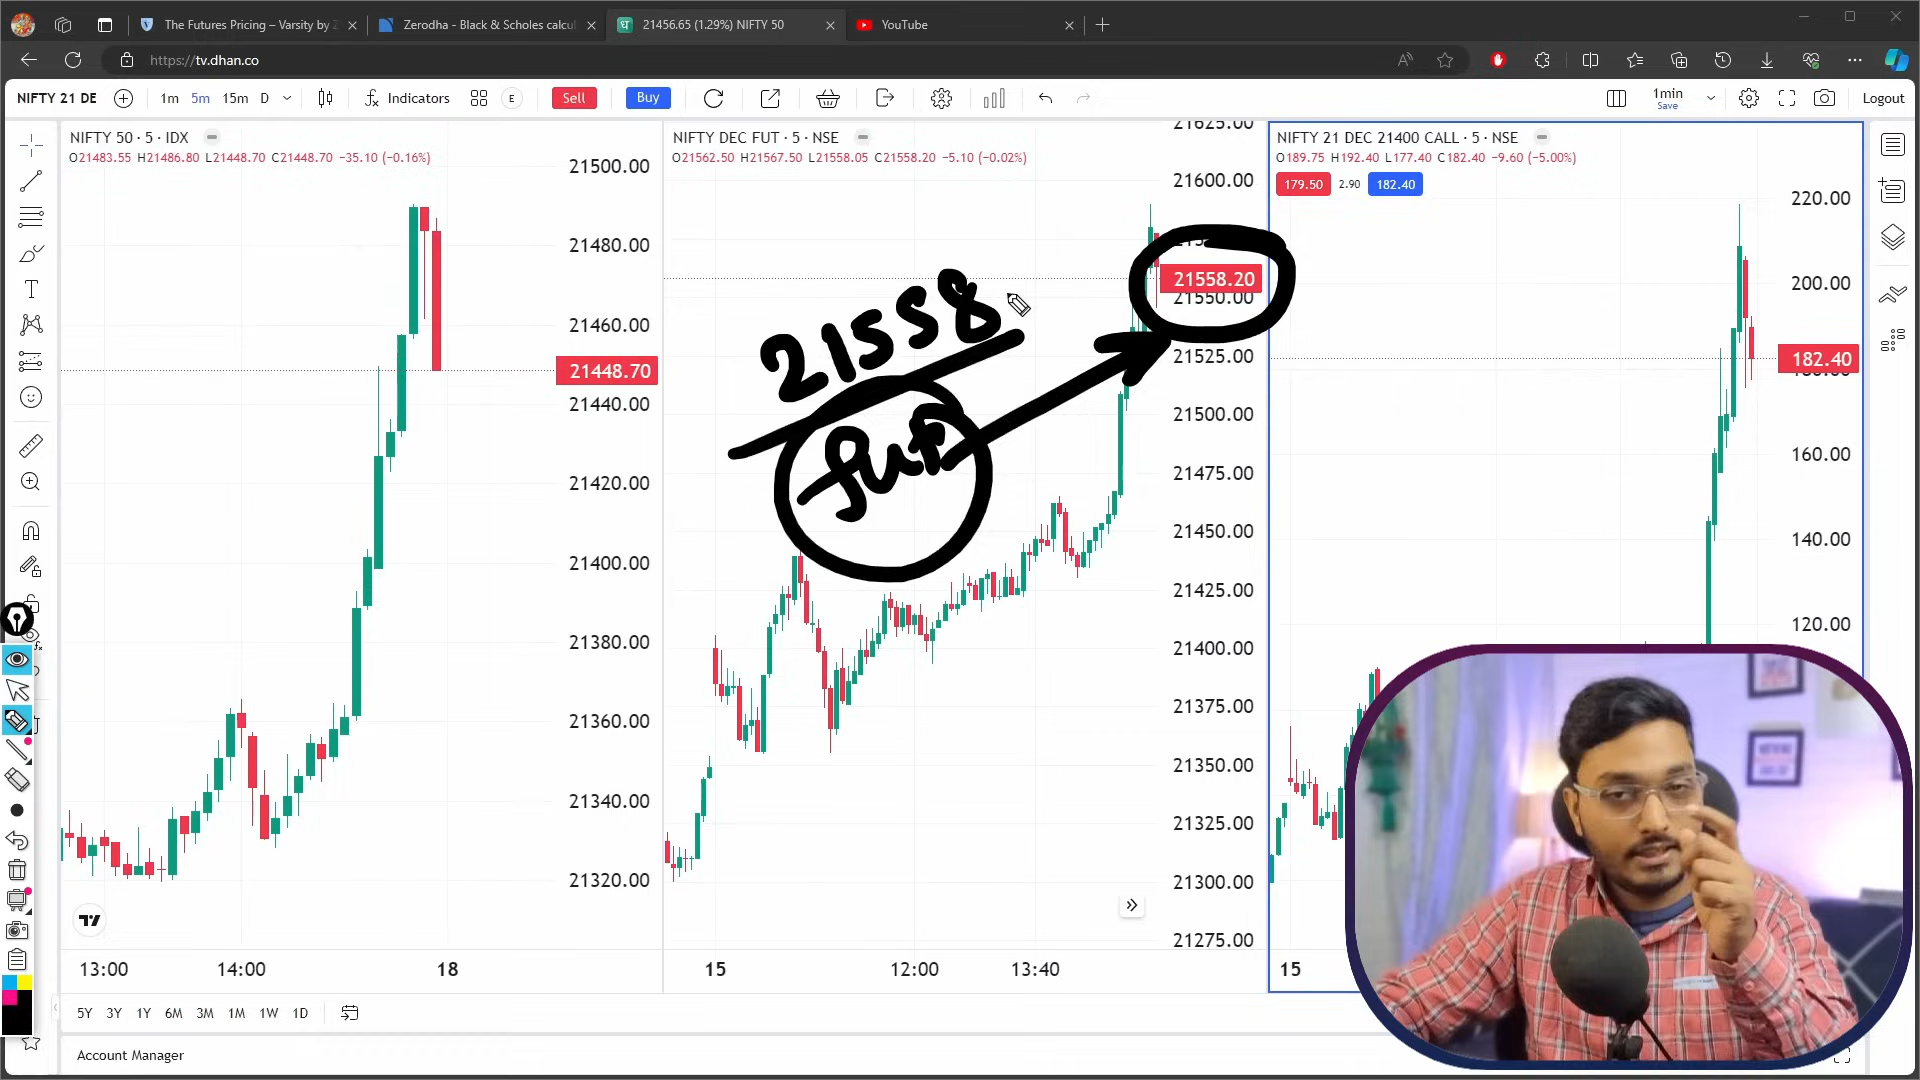 The Futures Pricing – Varsity by Z
Zerodha - Black & Scholes calcu
21456.65 (1.29%) NIFTY 50
YouTube
https://tv.dhan.co
NIFTY 21 DE
1m 5m 15m D
Indicators
E
Sell
Buy
1min
Save
Logout
NIFTY 50 · 5 · IDX
O21483.55 H21486.80 L21448.70 C21448.70 -35.10 (-0.16%)
21500.00
21480.00
21460.00
21448.70
21440.00
21420.00
21400.00
21380.00
21360.00
21340.00
21320.00
13:00 14:00 18
NIFTY DEC FUT · 5 · NSE
O21562.50 H21567.50 L21558.05 C21558.20 -5.10 (-0.02%)
21625.00
21600.00
21558.20
21550.00
21525.00
21500.00
21475.00
21450.00
21425.00
21400.00
21375.00
21350.00
21325.00
21300.00
21275.00
21558
fut
15 12:00 13:40
NIFTY 21 DEC 21400 CALL · 5 · NSE
O189.75 H192.40 L177.40 C182.40 -9.60 (-5.00%)
179.50 2.90 182.40
220.00
200.00
182.40
160.00
140.00
120.00
15
5Y 3Y 1Y 6M 3M 1M 1W 1D
Account Manager